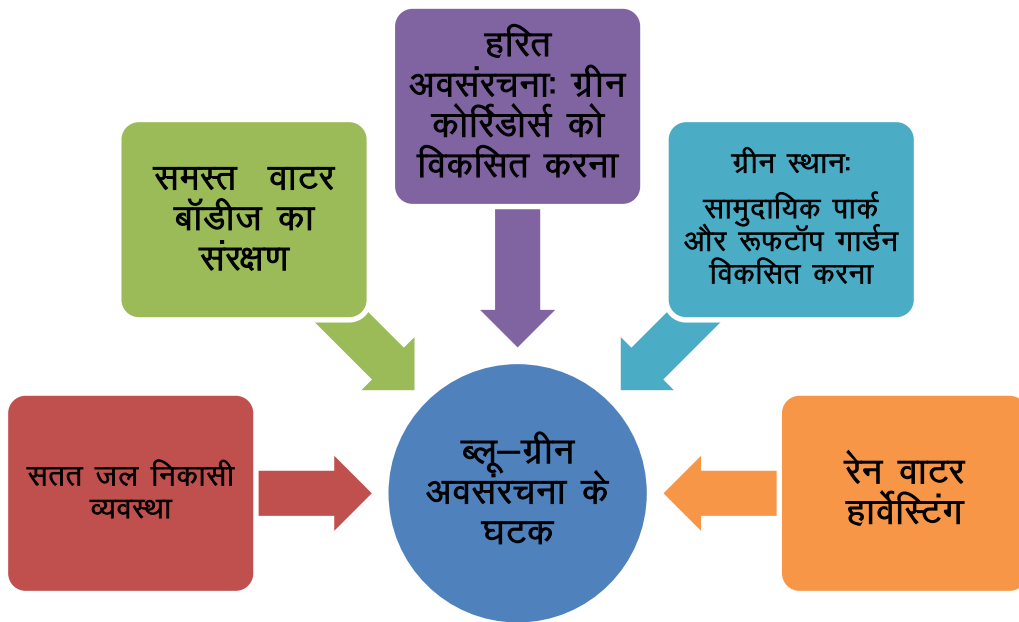 हरित
अवसंरचनाः ग्रीन
कोर्रिडोर्स को
विकसित करना
समस्त वाटर
बॉडीज का
संरक्षण
ग्रीन स्थानः
सामुदायिक पार्क
और रूफटॉप गार्डन
विकसित करना
सतत जल निकासी
व्यवस्था
ब्लू–ग्रीन
अवसंरचना के
घटक
रेन वाटर
हार्वेस्टिंग